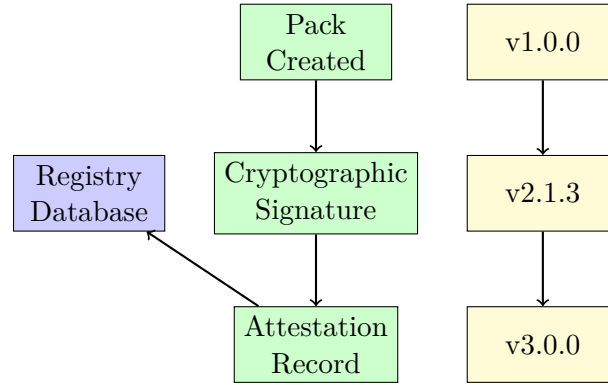 Pack
Created
v1.0.0
Registry
Database
Cryptographic
Signature
v2.1.3
Attestation
Record
v3.0.0